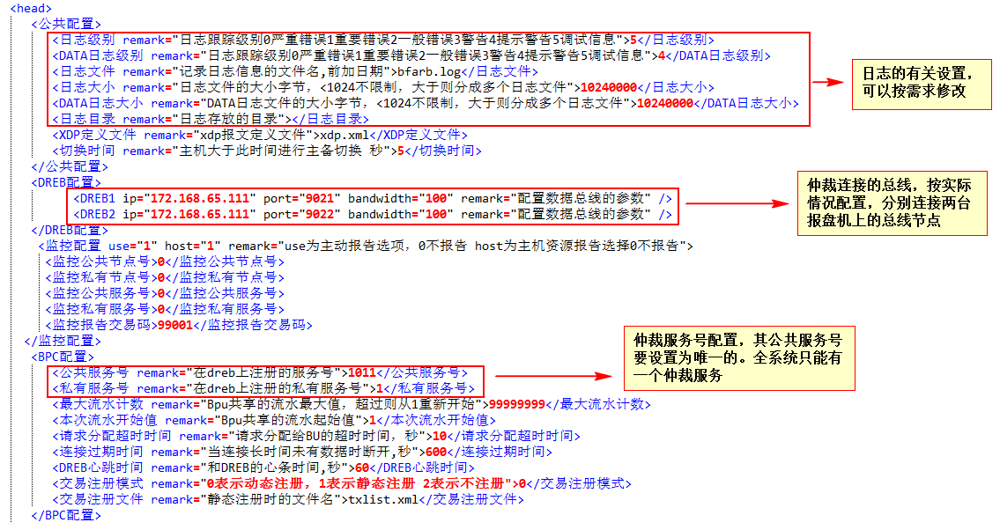 <head>
<公共配置>
<日志级别 remark="日志跟踪级别0严重错误1重要错误2一般错误3警告4提示警告5调试信息">5</日志级别>
<DATA日志级别 remark="日志跟踪级别0严重错误1重要错误2一般错误3警告4提示警告5调试信息">4</DATA日志级别>
<日志文件 remark="记录日志信息的文件名,前加日期">bfarb.log</日志文件>
<日志大小 remark="日志文件的大小字节，<1024不限制，大于则分成多个日志文件">10240000</日志大小>
<DATA日志大小 remark="DATA日志文件的大小字节，<1024不限制，大于则分成多个日志文件">10240000</DATA日志大小>
<日志目录 remark="日志存放的目录"></日志目录>
日志的有关设置，
可以按需求修改
<XDP定义文件 remark="xdp报文定义文件">xdp.xml</XDP定义文件>
<切换时间 remark="主机大于此时间进行主备切换 秒">5</切换时间>
</公共配置>
<DREB配置>
<DREB1 ip="172.168.65.111" port="9021" bandwidth="100" remark="配置数据总线的参数" />
<DREB2 ip="172.168.65.111" port="9022" bandwidth="100" remark="配置数据总线的参数" />
仲裁连接的总线，按实际
情况配置，分别连接两台
报盘机上的总线节点
</DREB配置>
<监控配置 use="1" host="1" remark="use为主动报告选项，0不报告 host为主机资源报告选择0不报告">
<监控公共节点号>0</监控公共节点号>
<监控私有节点号>0</监控私有节点号>
<监控公共服务号>0</监控公共服务号>
<监控私有服务号>0</监控私有服务号>
<监控报告交易码>99001</监控报告交易码>
</监控配置>
<BPC配置>
<公共服务号 remark="在dreb上注册的服务号">1011</公共服务号>
<私有服务号 remark="在dreb上注册的私有服务号">1</私有服务号>
仲裁服务号配置，其公共服务号
要设置为唯一的。全系统只能有
一个仲裁服务
<最大流水计数 remark="Bpu共享的流水最大值，超过则从1重新开始">99999999</最大流水计数>
<本次流水开始值 remark="Bpu共享的流水起始值">1</本次流水开始值>
<请求分配超时时间 remark="请求分配给BU的超时时间，秒">10</请求分配超时时间>
<连接过期时间 remark="当连接长时间未有数据时断开,秒">600</连接过期时间>
<DREB心跳时间 remark="和DREB的心条时间,秒">60</DREB心跳时间>
<交易注册模式 remark="0表示动态注册，1表示静态注册 2表示不注册">0</交易注册模式>
<交易注册文件 remark="静态注册时的文件名">txlist.xml</交易注册文件>
</BPC配置>